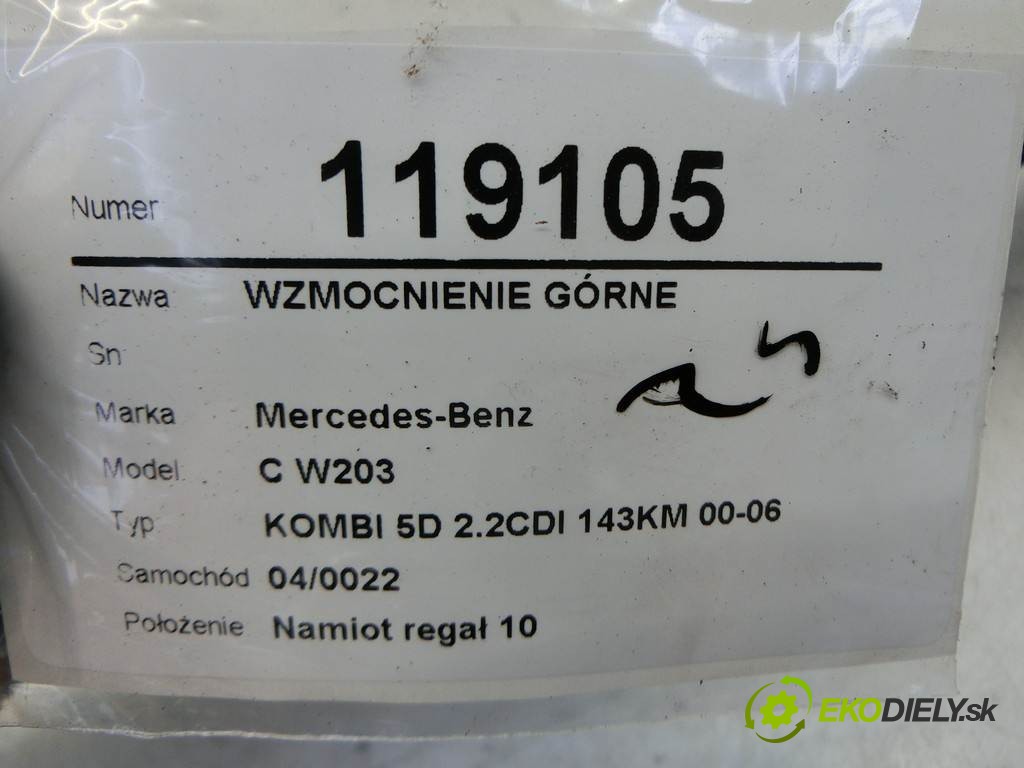 Numer 119105
Nazwa WZMOCNIENIE GÓRNE
Sn
Marka Mercedes-Benz
Model C W203
Typ KOMBI 5D 2.2CDI 143KM 00-06
Samochód 04/0022
Położenie Namiot regał 10
EKODIELY.sk